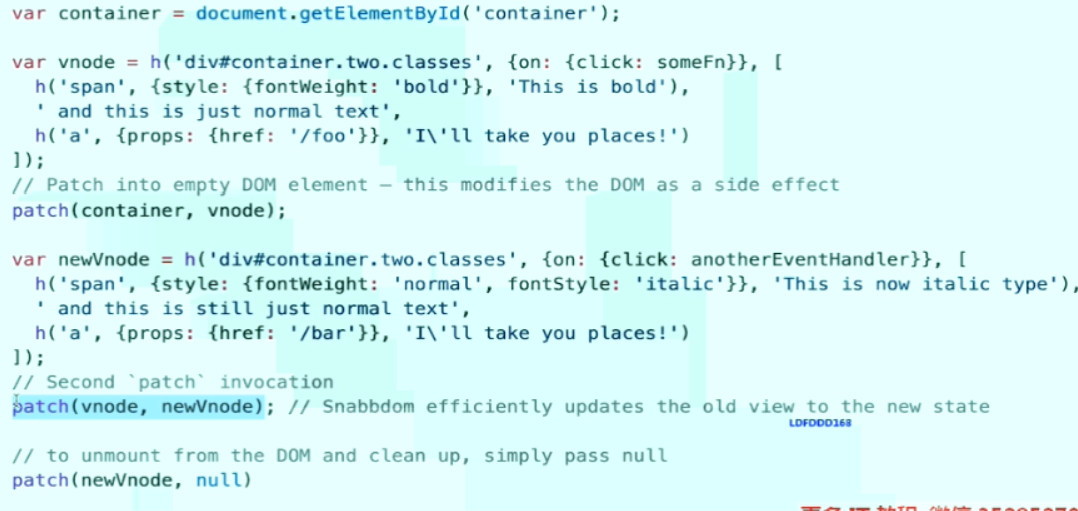 var container = document.getElementById('container');
var vnode = h('div#container.two.classes', {on: {click: someFn}}, [
h('span', {style: {fontWeight: 'bold'}}, 'This is bold'),
' and this is just normal text',
h('a', {props: {href: '/foo'}}, 'I\'ll take you places!')
]);
// Patch into empty DOM element – this modifies the DOM as a side effect
patch(container, vnode);
var newVnode = h('div#container.two.classes', {on: {click: anotherEventHandler}}, [
h('span', {style: {fontWeight: 'normal', fontStyle: 'italic'}}, 'This is now italic type'),
' and this is still just normal text',
h('a', {props: {href: '/bar'}}, 'I\'ll take you places!')
]);
// Second `patch` invocation
patch(vnode, newVnode); // Snabbdom efficiently updates the old view to the new state
LDFDDD168
// to unmount from the DOM and clean up, simply pass null
patch(newVnode, null)